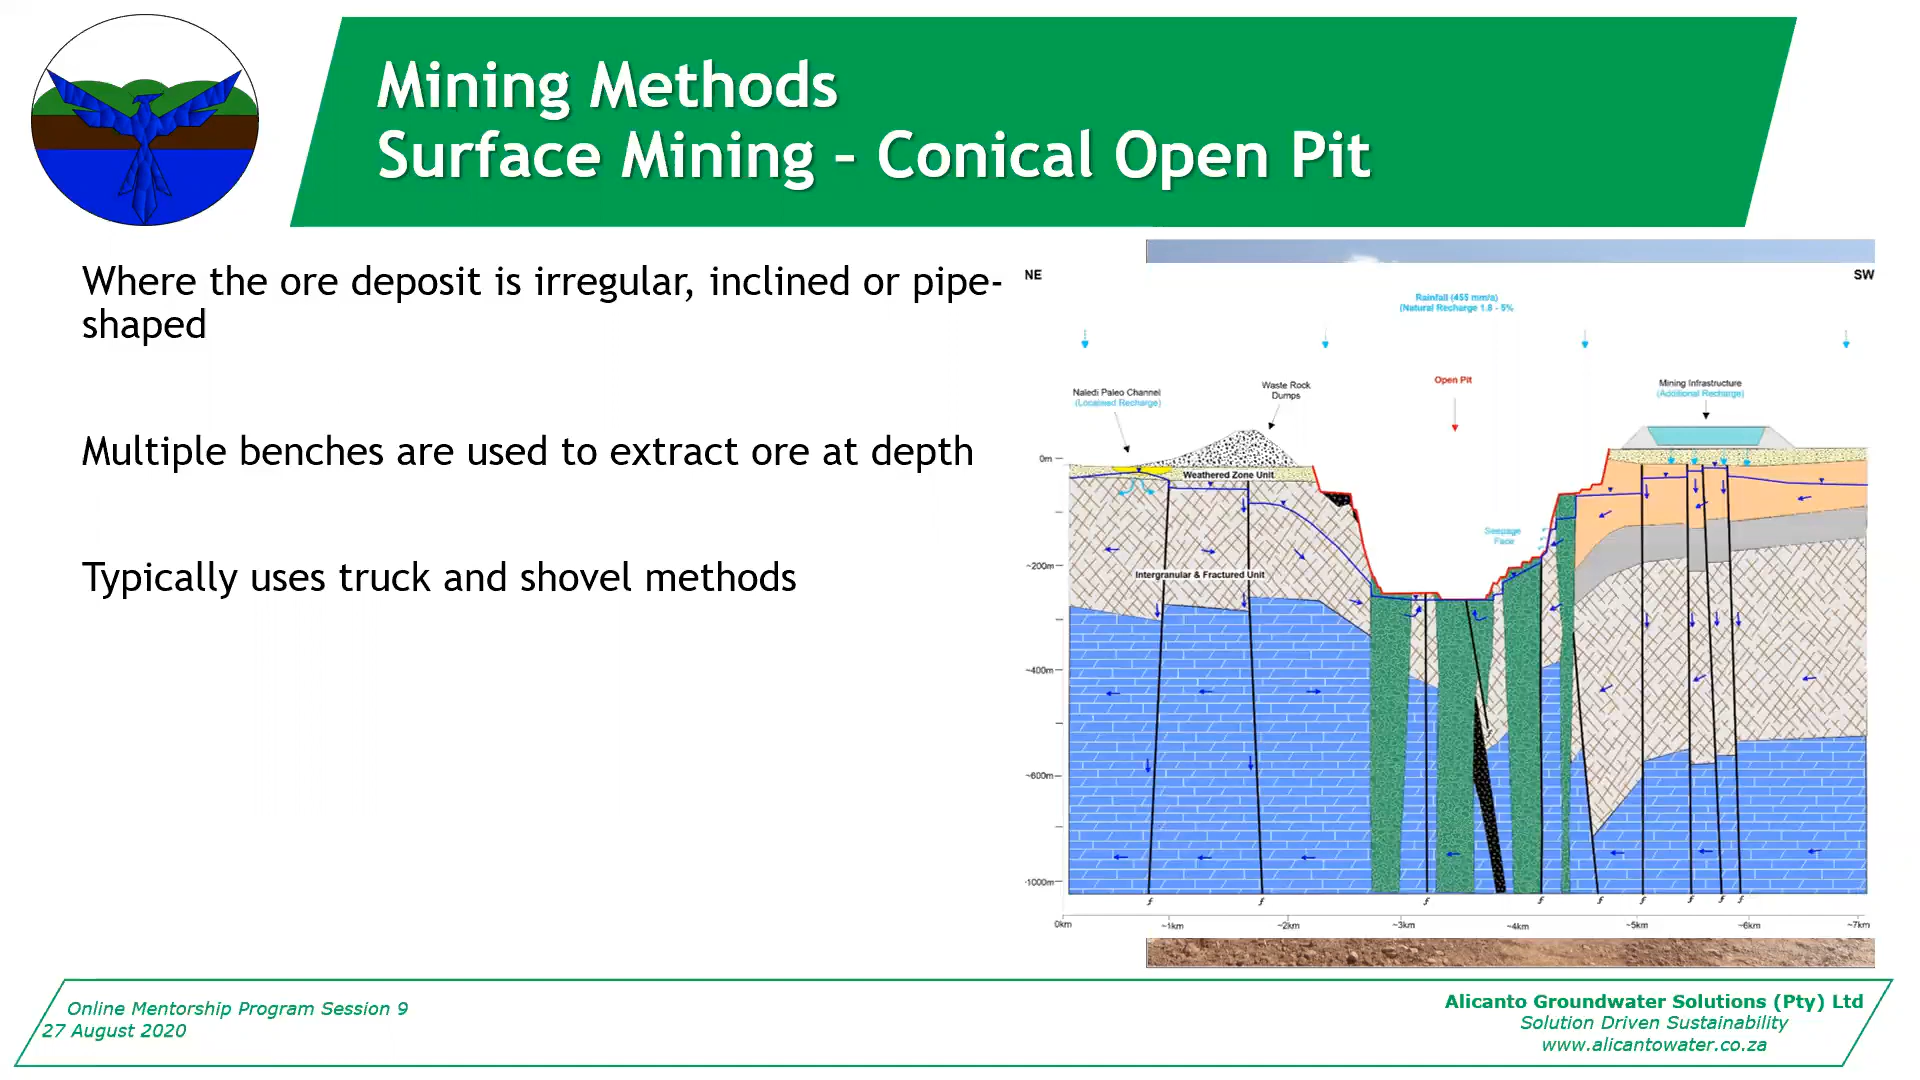 Mining Methods
Surface Mining – Conical Open Pit
Where the ore deposit is irregular, inclined or pipe-
shaped
Multiple benches are used to extract ore at depth
Typically uses truck and shovel methods
NE
SW
Rainfall (455 mm/a)
(Natural Recharge 1.8 - 5%
Naledi Paleo Channel
(Localised Recharge)
Waste Rock
Dumps
Open Pit
Mining Infrastructure
(Additional Recharge)
0m
Weathered Zone Unit
Seepage
Face
~200m
Intergranular & Fractured Unit
~400m
~600m
-1000m
f
f
f
f
f
f
f
f
f
f
0km
~1km
~2km
~3km
~4km
~5km
~6km
~7km
Online Mentorship Program Session 9
27 August 2020
Alicanto Groundwater Solutions (Pty) Ltd
Solution Driven Sustainability
www.alicantowater.co.za